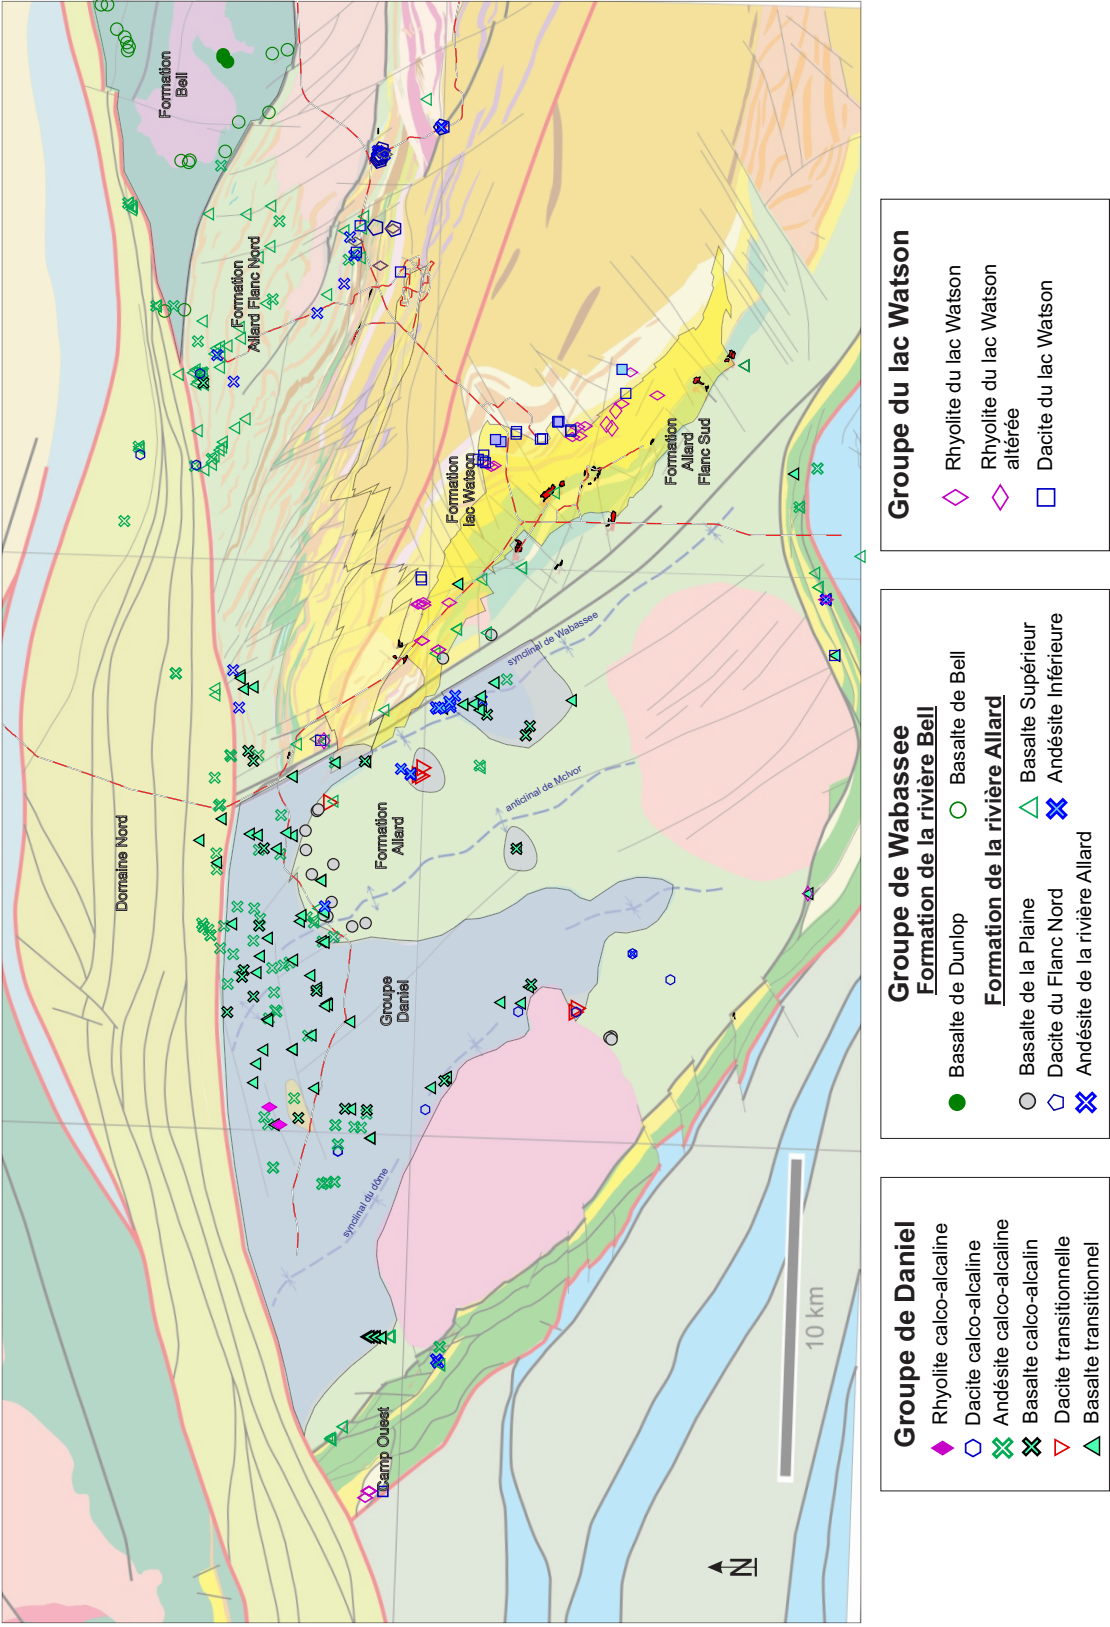 Domaine Nord
Formation
Bell
Formation
Allard Flanc Nord
Formation
lac Watson
Formation
Allard
Flanc Sud
Formation
Allard
Groupe
Daniel
Camp Ouest
synclinal du dôme
anticlinal de McIvor
synclinal de Wabassee
N
10 km
Groupe de Daniel
Rhyolite calco-alcaline
Dacite calco-alcaline
Andésite calco-alcaline
Basalte calco-alcalin
Dacite transitionnelle
Basalte transitionnel
Groupe de Wabassee
Formation de la rivière Bell
Basalte de Dunlop
Basalte de Bell
Formation de la rivière Allard
Basalte de la Plaine
Basalte Supérieur
Dacite du Flanc Nord
Andésite Inférieure
Andésite de la rivière Allard
Groupe du lac Watson
Rhyolite du lac Watson
Rhyolite du lac Watson
altérée
Dacite du lac Watson